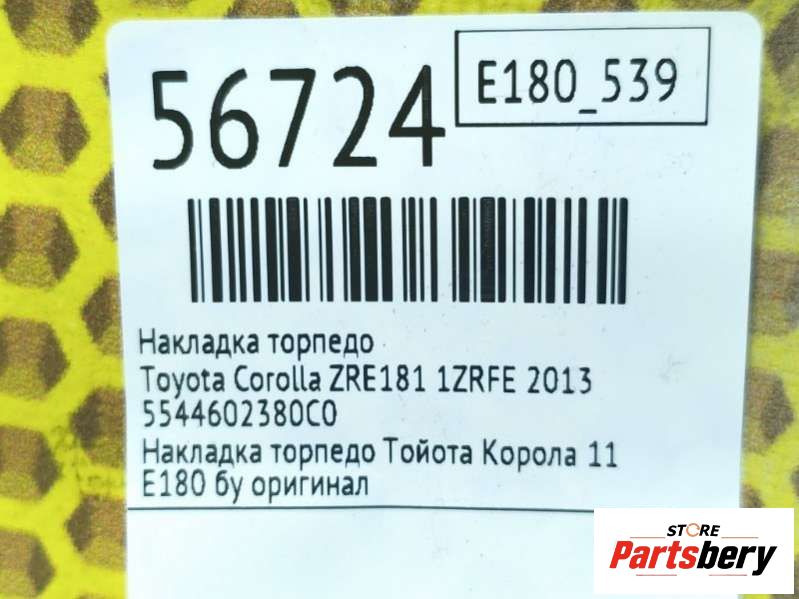 56724
E180_539
Накладка торпедо
Toyota Corolla ZRE181 1ZRFE 2013
5544602380C0
Накладка торпедо Тойота Корола 11
E180 бу оригинал
STORE
Partsbery